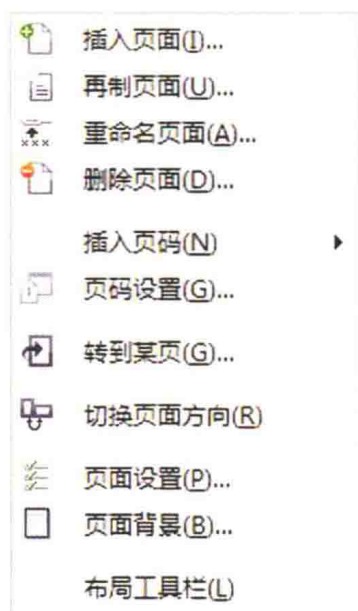 插入页面(I)...
再制页面(U)...
重命名页面(A)...
删除页面(D)...
插入页码(N)
页码设置(G)...
转到某页(G)...
切换页面方向(R)
页面设置(P)...
页面背景(B)...
布局工具栏(L)